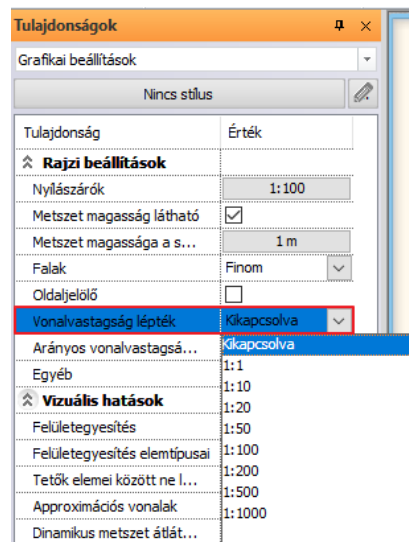 Tulajdonságok
Grafikai beállítások
Nincs stílus
Tulajdonság Érték
Rajzi beállítások
Nyílászárók 1:100
Metszet magasság látható
Metszet magassága a s... 1 m
Falak Finom
Oldaljelölő
Vonalvastagság lépték Kikapcsolva
Arányos vonalvastagsá... Kikapcsolva
1:1
Egyéb 1:10
Vizuális hatások 1:20
Felületegyesítés 1:50
Felületegyesítés elemtípusai 1:100
Tetők elemei között ne l... 1:200
1:500
Approximációs vonalak 1:1000
Dinamikus metszet átlát...